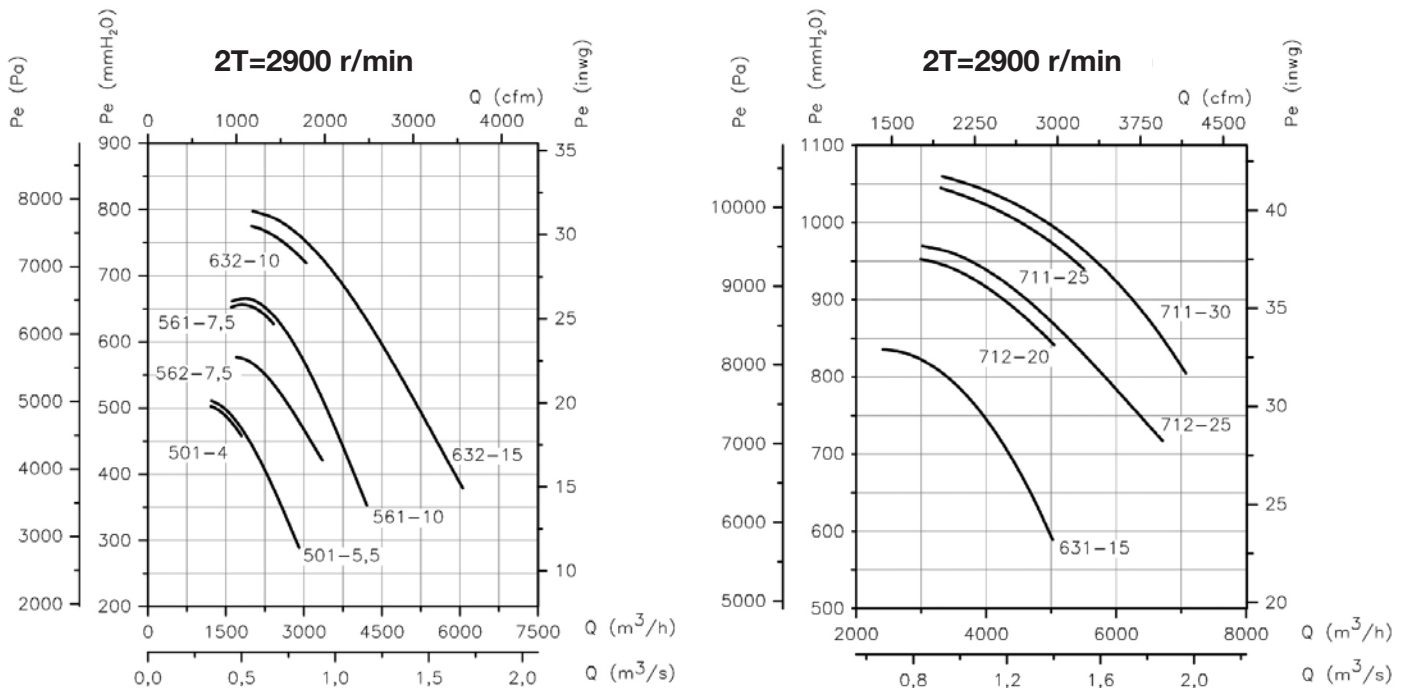 2T=2900 r/min
Pe (Pa)
Pe (mmH2O)
Pe (inwg)
Q (cfm)
0 1000 2000 3000 4000
8000
7000
6000
5000
4000
3000
2000
900
800
700
600
500
400
300
200
35
30
25
20
15
10
632-10
561-7,5
562-7,5
501-4
632-15
561-10
501-5,5
0 1500 3000 4500 6000 7500
Q (m3/h)
0,0 0,5 1,0 1,5 2,0
Q (m3/s)
2T=2900 r/min
Pe (Pa)
Pe (mmH2O)
Pe (inwg)
Q (cfm)
1500 2250 3000 3750 4500
10000
9000
8000
7000
6000
5000
1100
1000
900
800
700
600
500
40
35
30
25
20
711-25
711-30
712-20
712-25
631-15
2000 4000 6000 8000
Q (m3/h)
0,8 1,2 1,6 2,0
Q (m3/s)